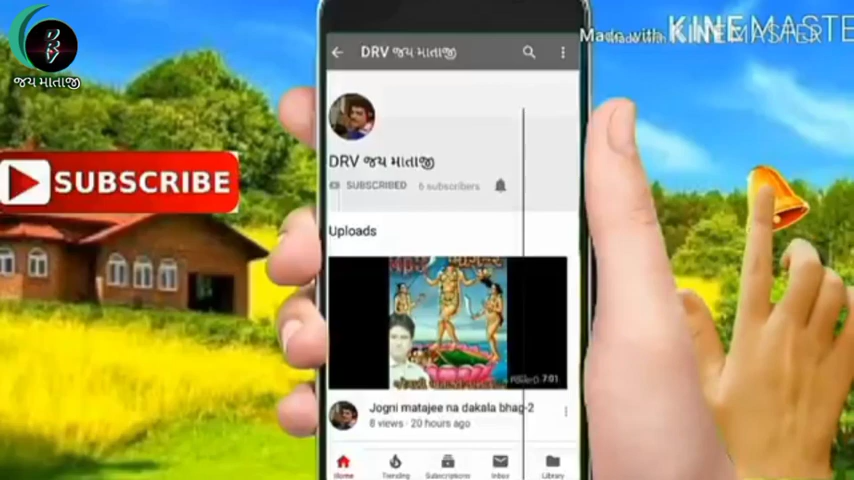 DRV
જય માતાજી
Made with KINEMASTER
SUBSCRIBE
DRV જય માતાજી
DRV જય માતાજી
SUBSCRIBED 6 subscribers
Uploads
7:01
Jogni matajee na dakala bhag-2
8 views · 20 hours ago
Home Trending Subscriptions Inbox Library